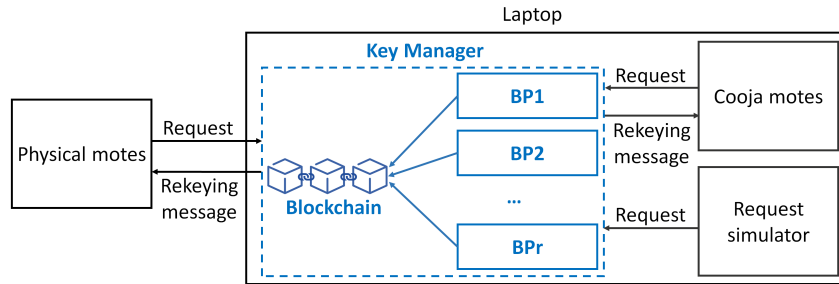 Laptop
Key Manager
Physical motes
Request
Rekeying
message
Blockchain
BP1
BP2
...
BPr
Request
Rekeying
message
Cooja motes
Request
Request
simulator